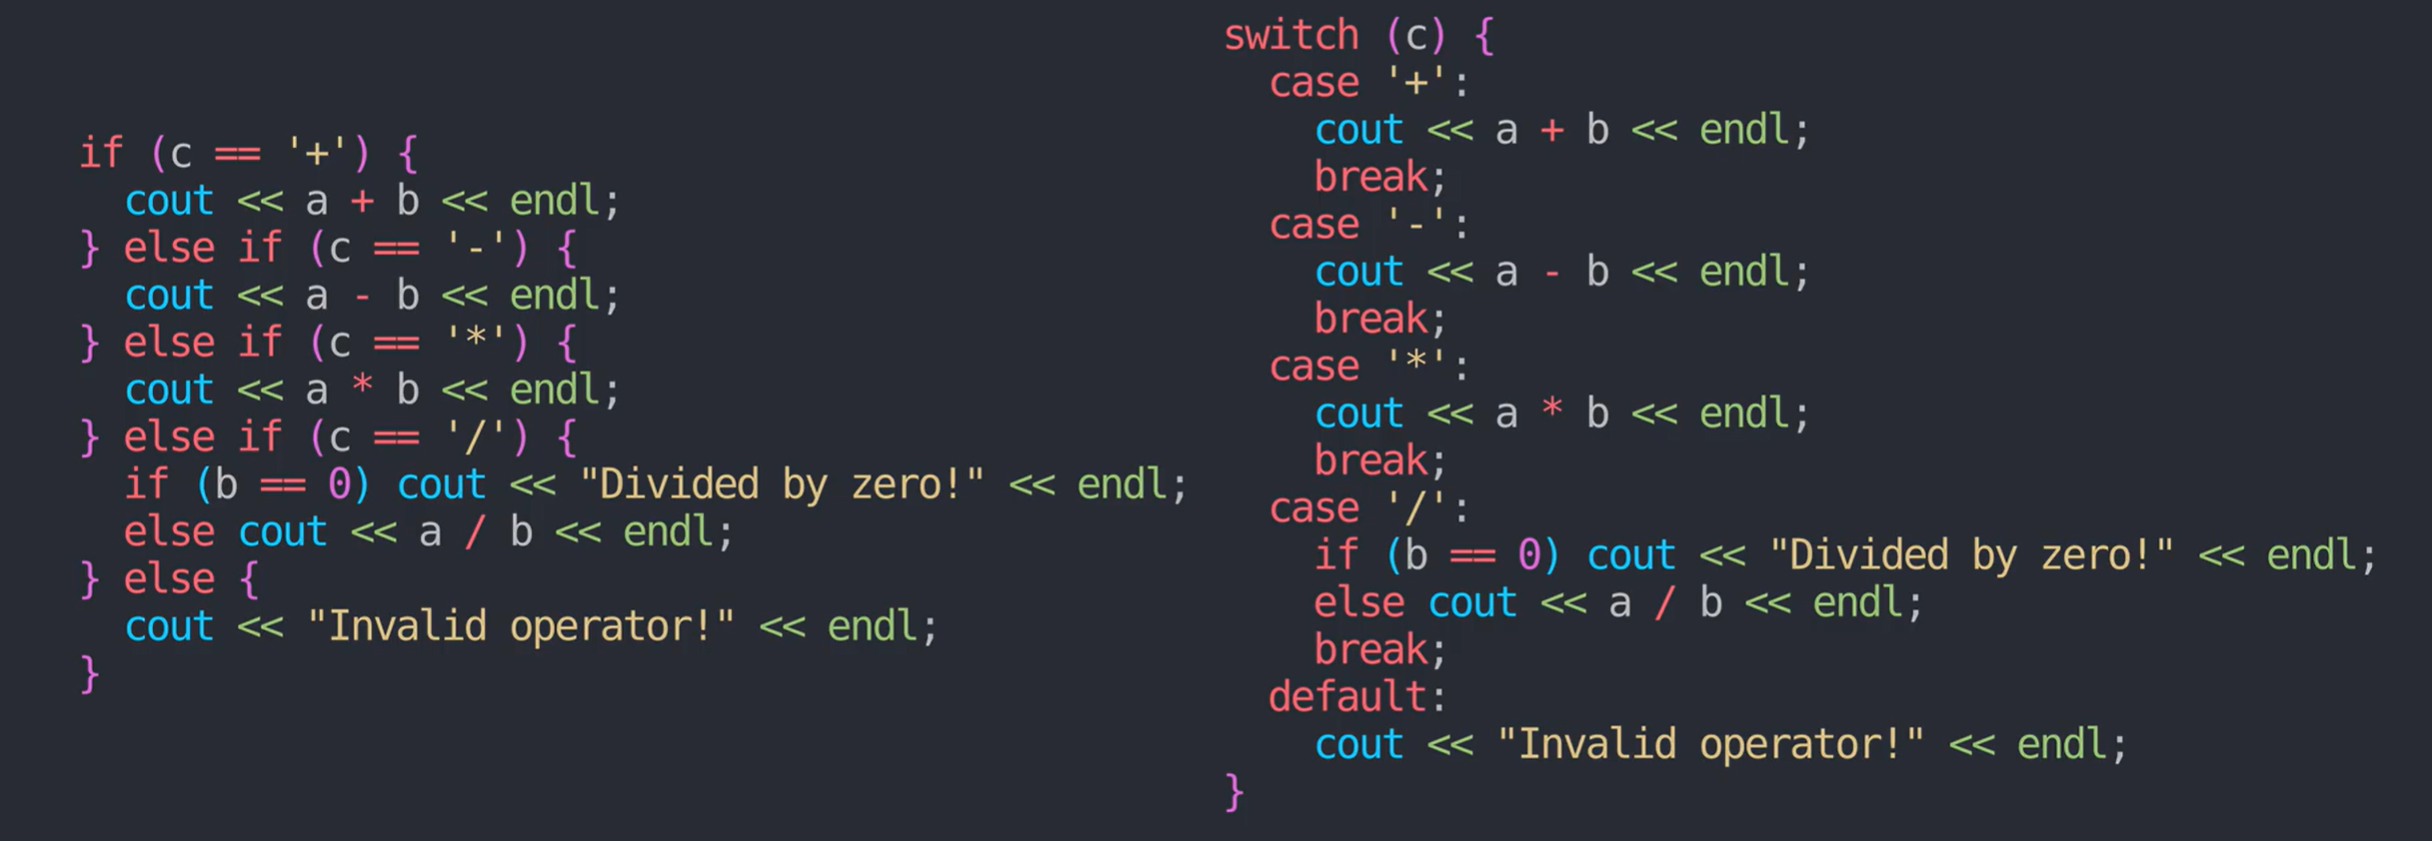 if (c == '+') {
  cout << a + b << endl;
} else if (c == '-') {
  cout << a - b << endl;
} else if (c == '*') {
  cout << a * b << endl;
} else if (c == '/') {
  if (b == 0) cout << "Divided by zero!" << endl;
  else cout << a / b << endl;
} else {
  cout << "Invalid operator!" << endl;
}
switch (c) {
  case '+':
    cout << a + b << endl;
    break;
  case '-':
    cout << a - b << endl;
    break;
  case '*':
    cout << a * b << endl;
    break;
  case '/':
    if (b == 0) cout << "Divided by zero!" << endl;
    else cout << a / b << endl;
    break;
  default:
    cout << "Invalid operator!" << endl;
}